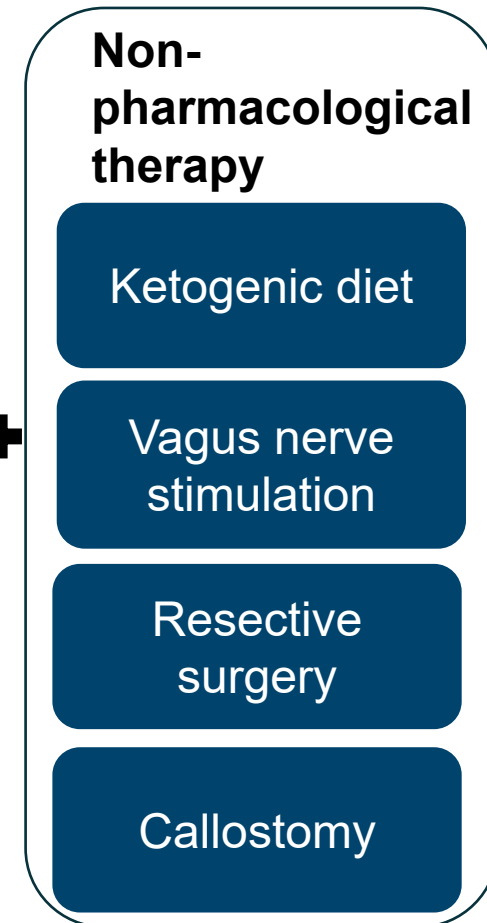 Non-
pharmacological
therapy
Ketogenic diet
Vagus nerve
stimulation
Resective
surgery
Callostomy